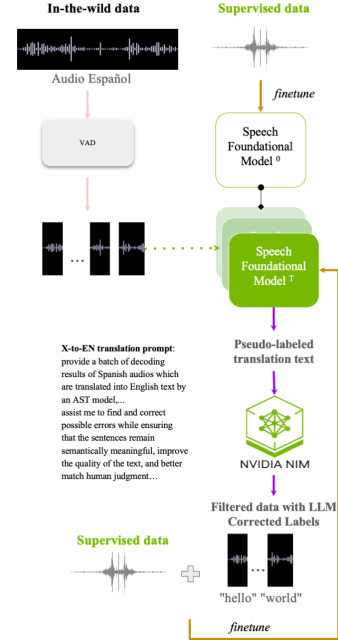 In-the-wild data
Supervised data
Audio Español
finetune
VAD
Speech
Foundational
Model 0
...
Speech
Foundational
Model T
X-to-EN translation prompt:
provide a batch of decoding
results of Spanish audios which
are translated into English text by
an AST model,...
assist me to find and correct
possible errors while ensuring
that the sentences remain
semantically meaningful, improve
the quality of the text, and better
match human judgment…
Pseudo-labeled
translation text
NVIDIA NIM
Filtered data with LLM
Corrected Labels
Supervised data
...
"hello" "world"
finetune